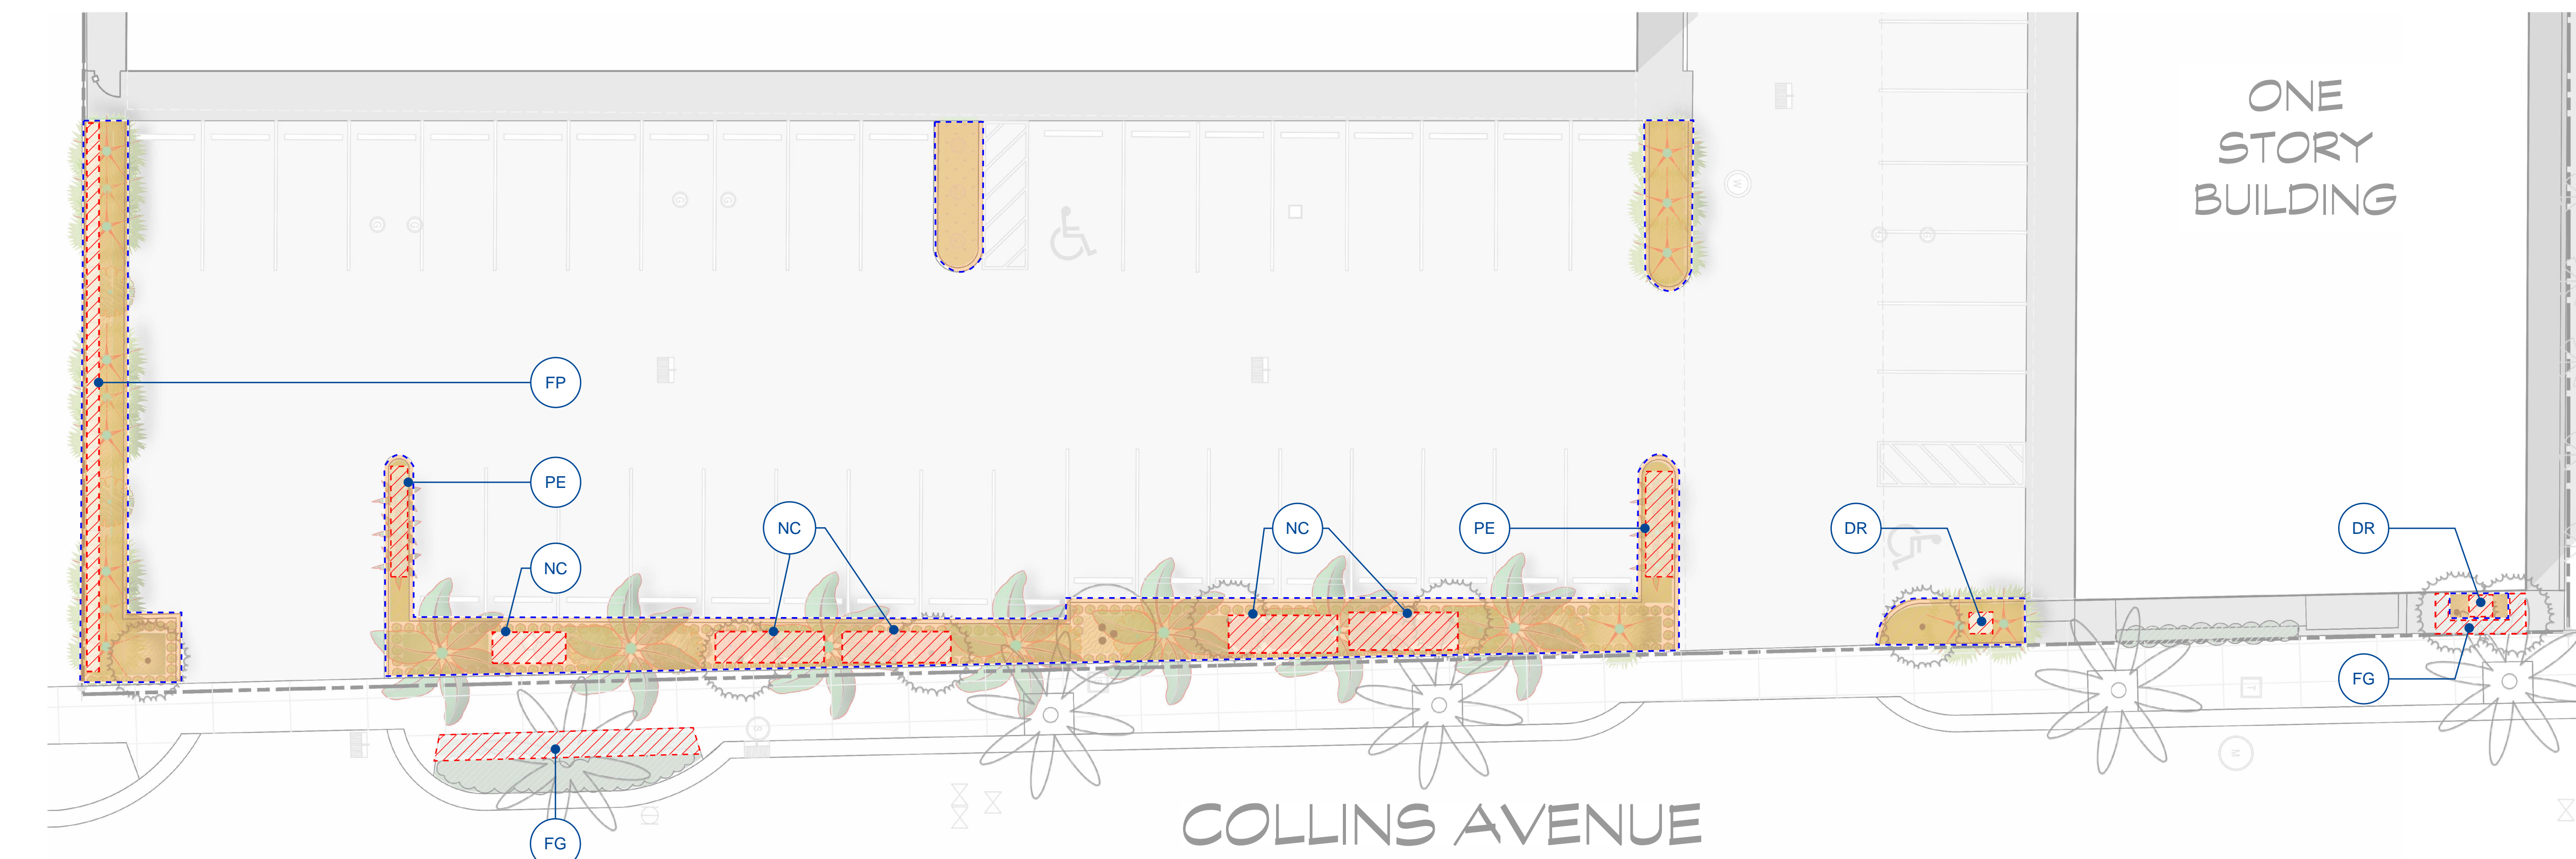 ONE
STORY
BUILDING
W
G G
G G
G G
FP
PE
NC
NC
NC
PE
DR
DR
FG
T
S
M
FG
COLLINS AVENUE